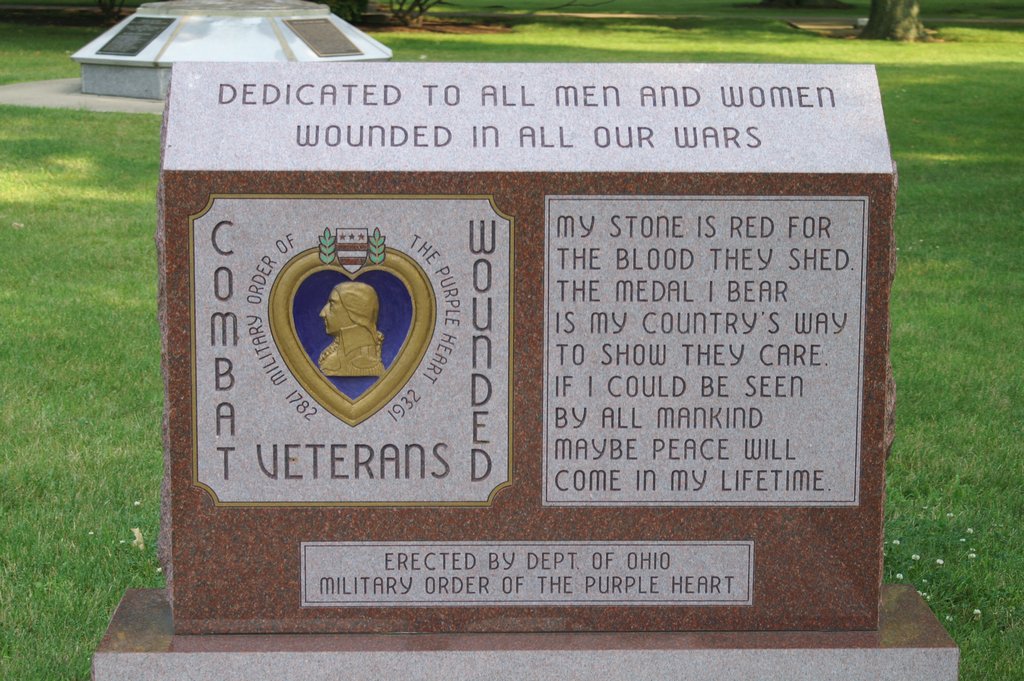 DEDICATED TO ALL MEN AND WOMEN
WOUNDED IN ALL OUR WARS
COMBAT
WOUNDED
VETERANS
MILITARY ORDER OF
THE PURPLE HEART
1782
1932
MY STONE IS RED FOR
THE BLOOD THEY SHED.
THE MEDAL I BEAR
IS MY COUNTRY'S WAY
TO SHOW THEY CARE.
IF I COULD BE SEEN
BY ALL MANKIND
MAYBE PEACE WILL
COME IN MY LIFETIME.
ERECTED BY DEPT. OF OHIO
MILITARY ORDER OF THE PURPLE HEART